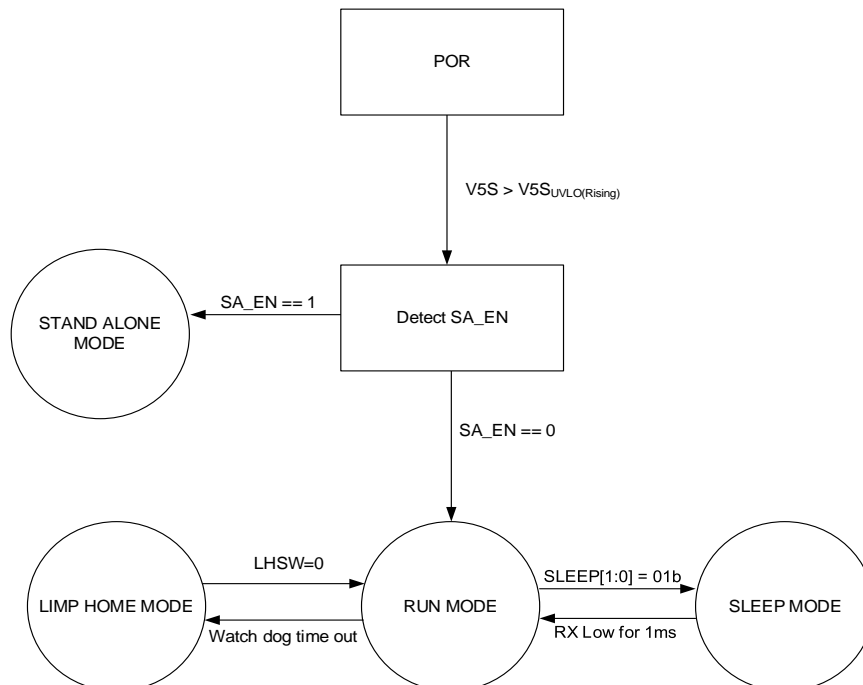 POR
V5S > V5SUVLO(Rising)
SA_EN == 1
STAND ALONE
MODE
Detect SA_EN
SA_EN == 0
LHSW=0
SLEEP[1:0] = 01b
LIMP HOME MODE
RUN MODE
SLEEP MODE
Watch dog time out
RX Low for 1ms